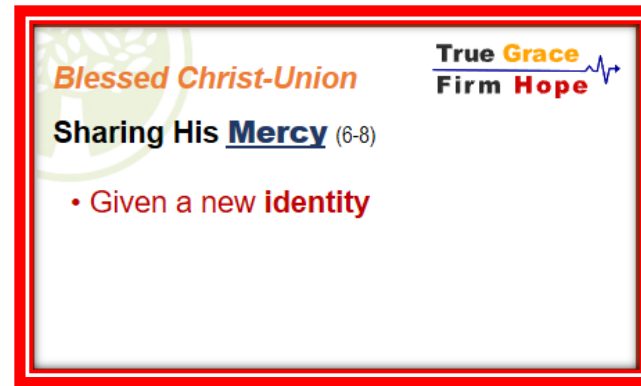 True Grace
Firm Hope
Blessed Christ-Union
Sharing His Mercy (6-8)
• Given a new identity